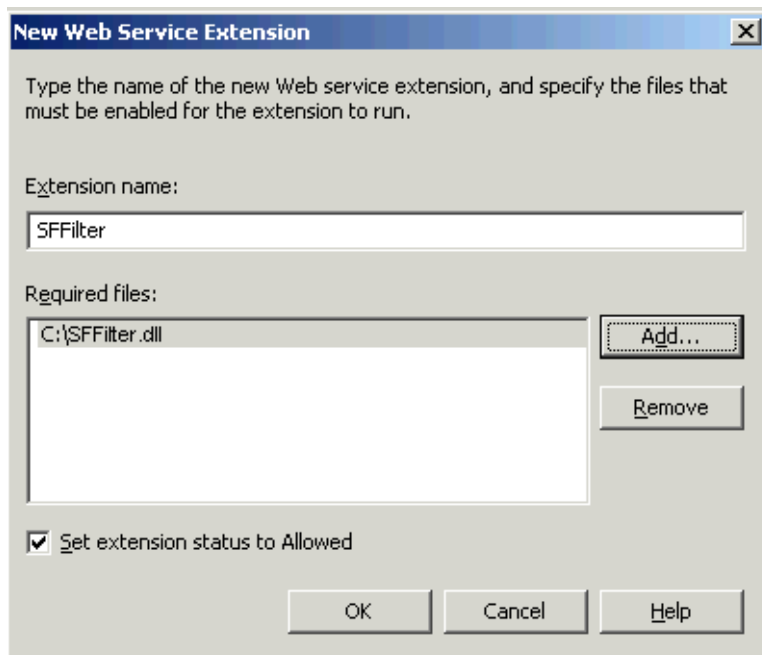 New Web Service Extension
Type the name of the new Web service extension, and specify the files that
must be enabled for the extension to run.
Extension name:
SFFilter
Required files:
C:\SFFilter.dll
Add...
Remove
Set extension status to Allowed
OK
Cancel
Help